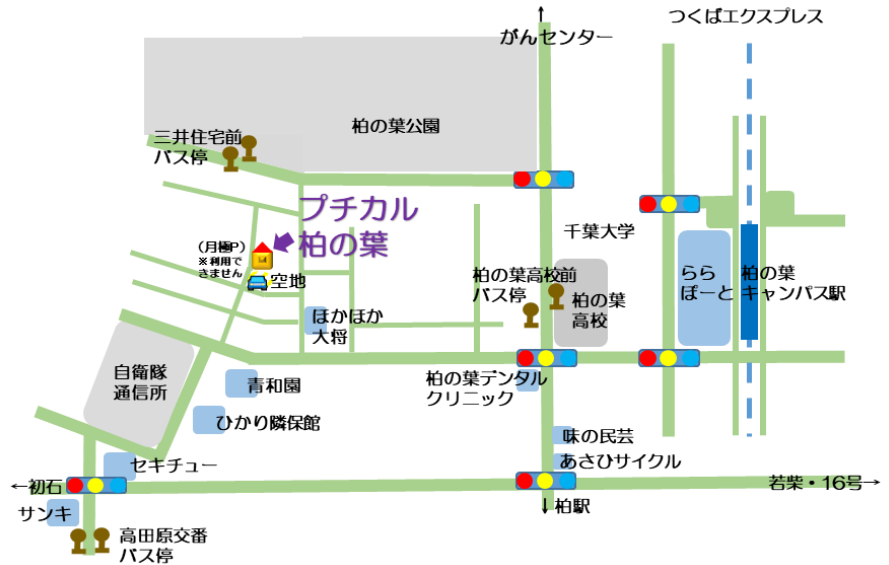 つくばエクスプレス
↑
がんセンター
柏の葉公園
三井住宅前
バス停
プチカル
柏の葉
(月極P)
※利用で
きません
空地
千葉大学
柏の葉高校前
バス停
柏の葉
高校
らら
ぽーと
柏の葉
キャンパス駅
ほかほか
大将
自衛隊
通信所
青和園
柏の葉デンタル
クリニック
ひかり隣保館
味の民芸
セキチュー
あさひサイクル
←初石
若柴・16号→
サンキ
↓柏駅
高田原交番
バス停